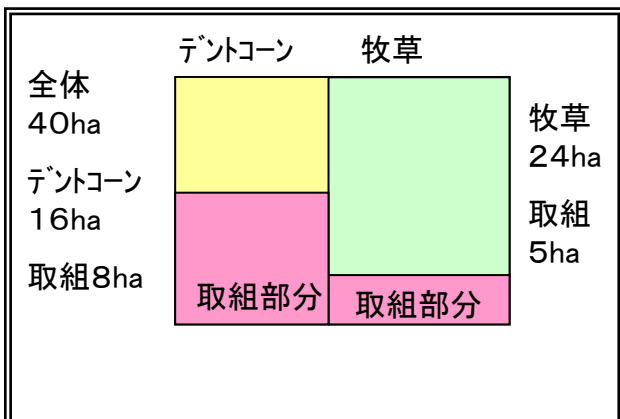 ﾃﾞﾝﾄｺｰﾝ
牧草
全体
40ha
ﾃﾞﾝﾄｺｰﾝ
16ha
取組8ha
取組部分
取組部分
牧草
24ha
取組
5ha